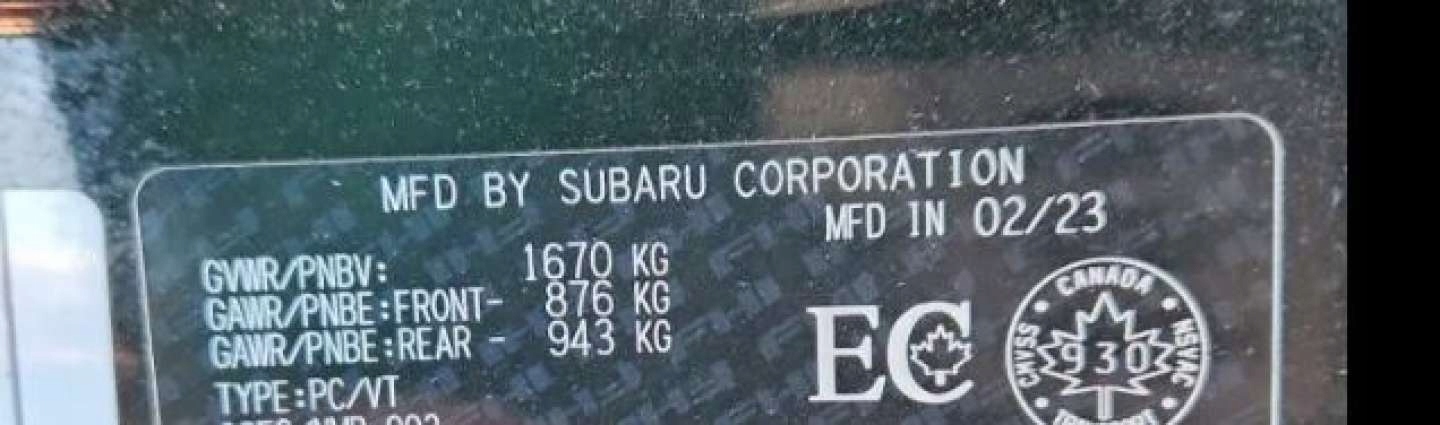 MFD BY SUBARU CORPORATION
MFD IN 02/23
GVWR/PNBV: 1670 KG
GAWR/PNBE:FRONT- 876 KG
GAWR/PNBE:REAR - 943 KG
TYPE:PC/VT
EC
CANADA
CMVSS 930 NSVAC